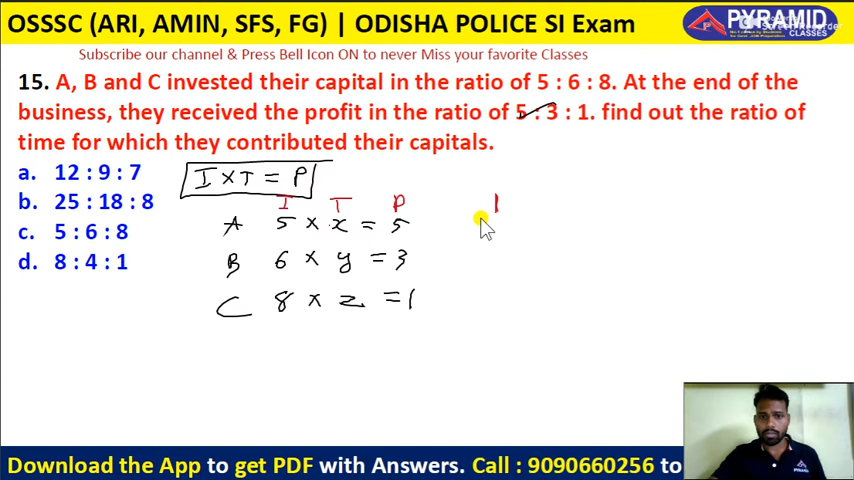 OSSSC (ARI, AMIN, SFS, FG) | ODISHA POLICE SI Exam
PYRAMID
CLASSES
Subscribe our channel & Press Bell Icon ON to never Miss your favorite Classes
15. A, B and C invested their capital in the ratio of 5 : 6 : 8. At the end of the
business, they received the profit in the ratio of 5 : 3 : 1. find out the ratio of
time for which they contributed their capitals.
a. 12 : 9 : 7
b. 25 : 18 : 8
c. 5 : 6 : 8
d. 8 : 4 : 1
I × T = P
I T P
A 5 × x = 5
B 6 × y = 3
C 8 × z = 1
PYRAMID
Download the App to get PDF with Answers. Call : 9090660256 to